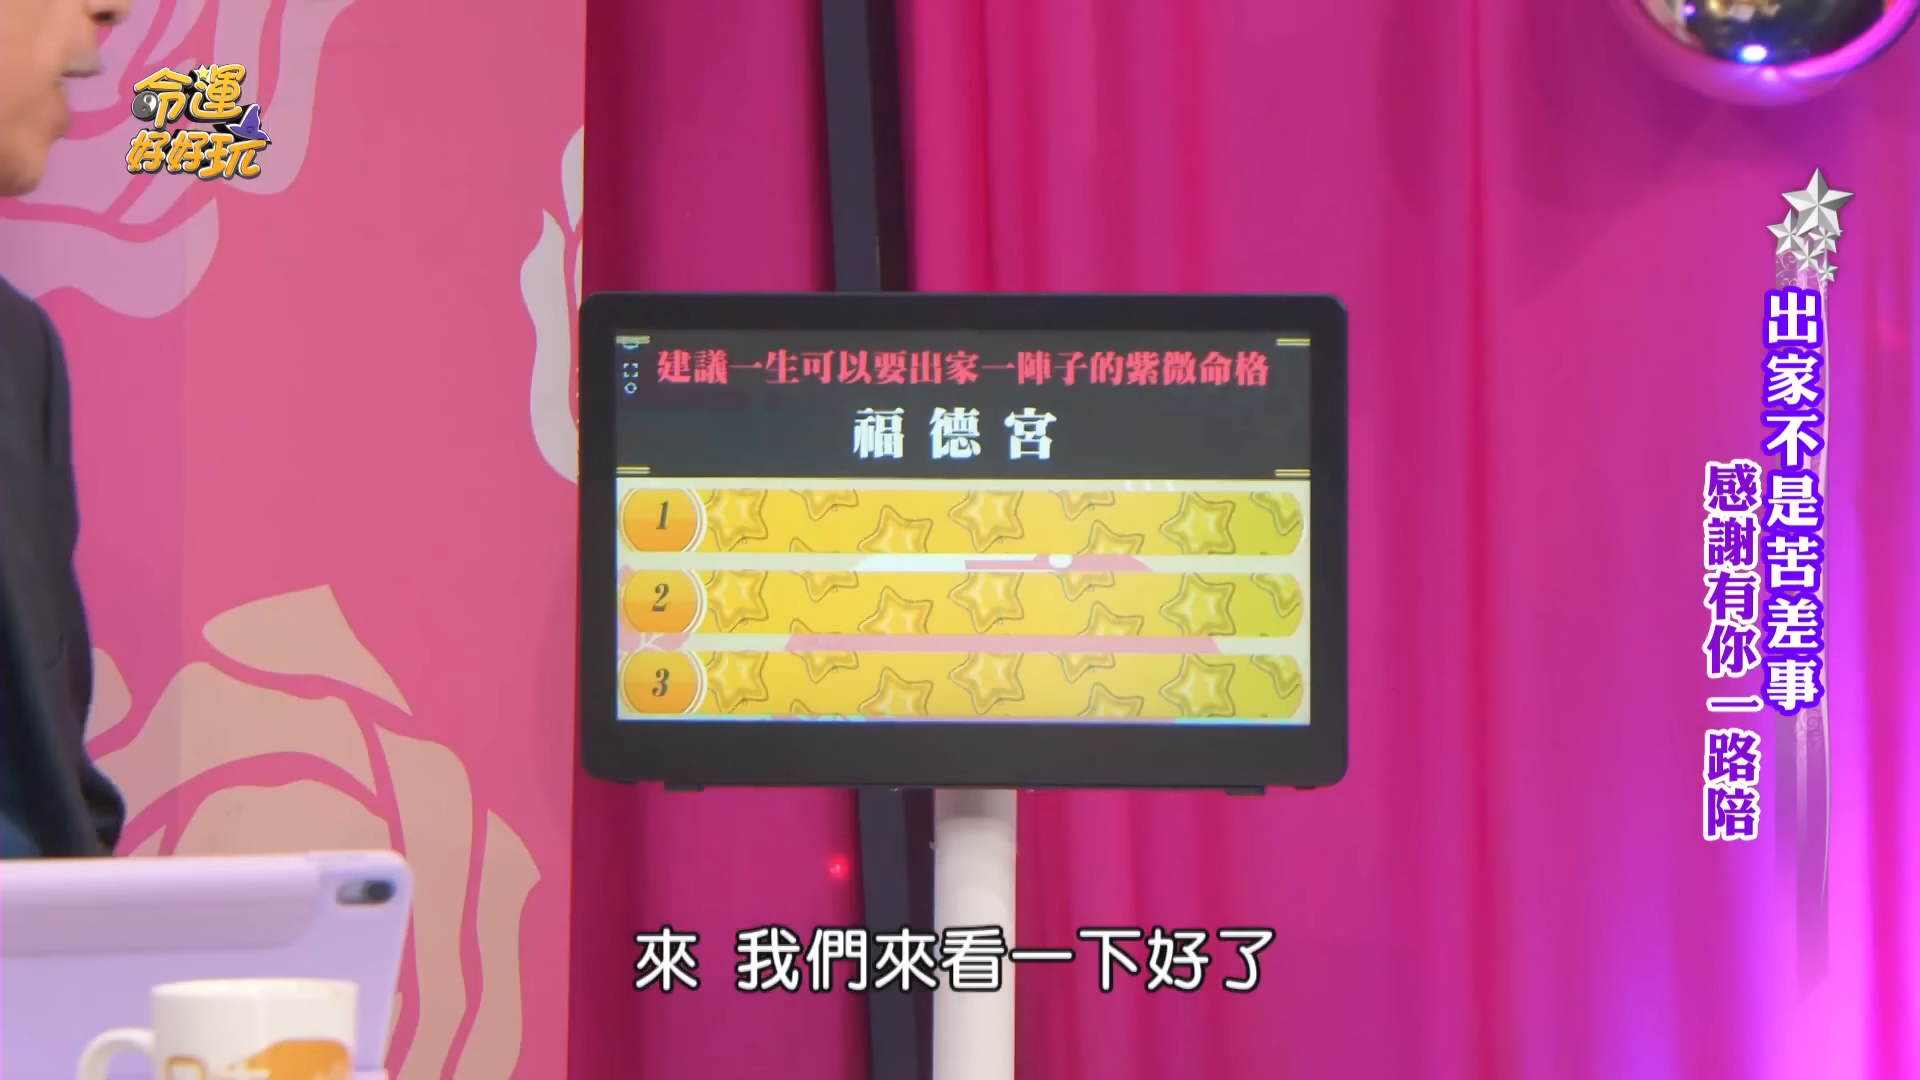 命運
好好玩
出家不是苦差事
感謝有你 一路陪
建議一生可以要出家一陣子的紫微命格
福德宮
1
2
3
來 我們來看一下好了